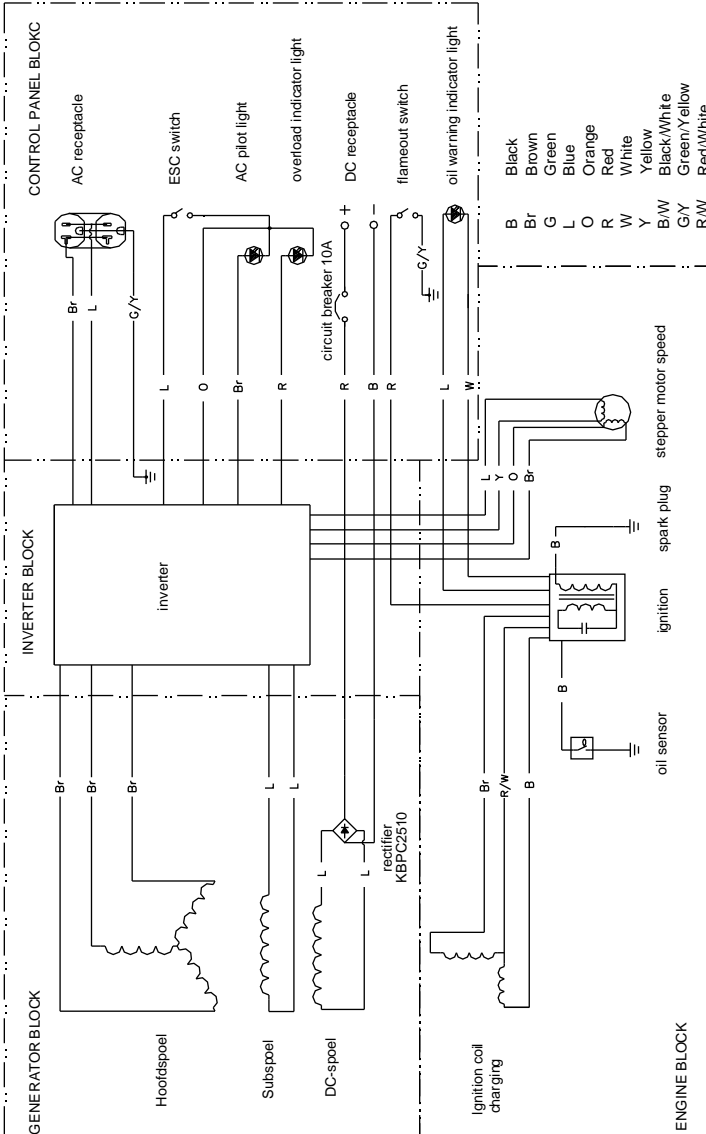 CONTROL PANEL BLOKC
AC receptacle
ESC switch
AC pilot light
overload indicator light
DC receptacle
flameout switch
oil warning indicator light
circuit breaker 10A
+
−
Br
L
G/Y
L
O
Br
R
R
B
R
G/Y
L
W
B Black
Br Brown
G Green
L Blue
O Orange
R Red
W White
Y Yellow
B/W Black/White
G/Y Green/Yellow
R/W Red/White
INVERTER BLOCK
inverter
GENERATOR BLOCK
Br
Br
Br
L
L
L
L
Hoofdspoel
Subspoel
DC-spoel
rectifier
KBPC2510
L
Y
O
Br
stepper motor speed
spark plug
B
ignition
B
oil sensor
Br
R/W
B
Ignition coil
charging
ENGINE BLOCK